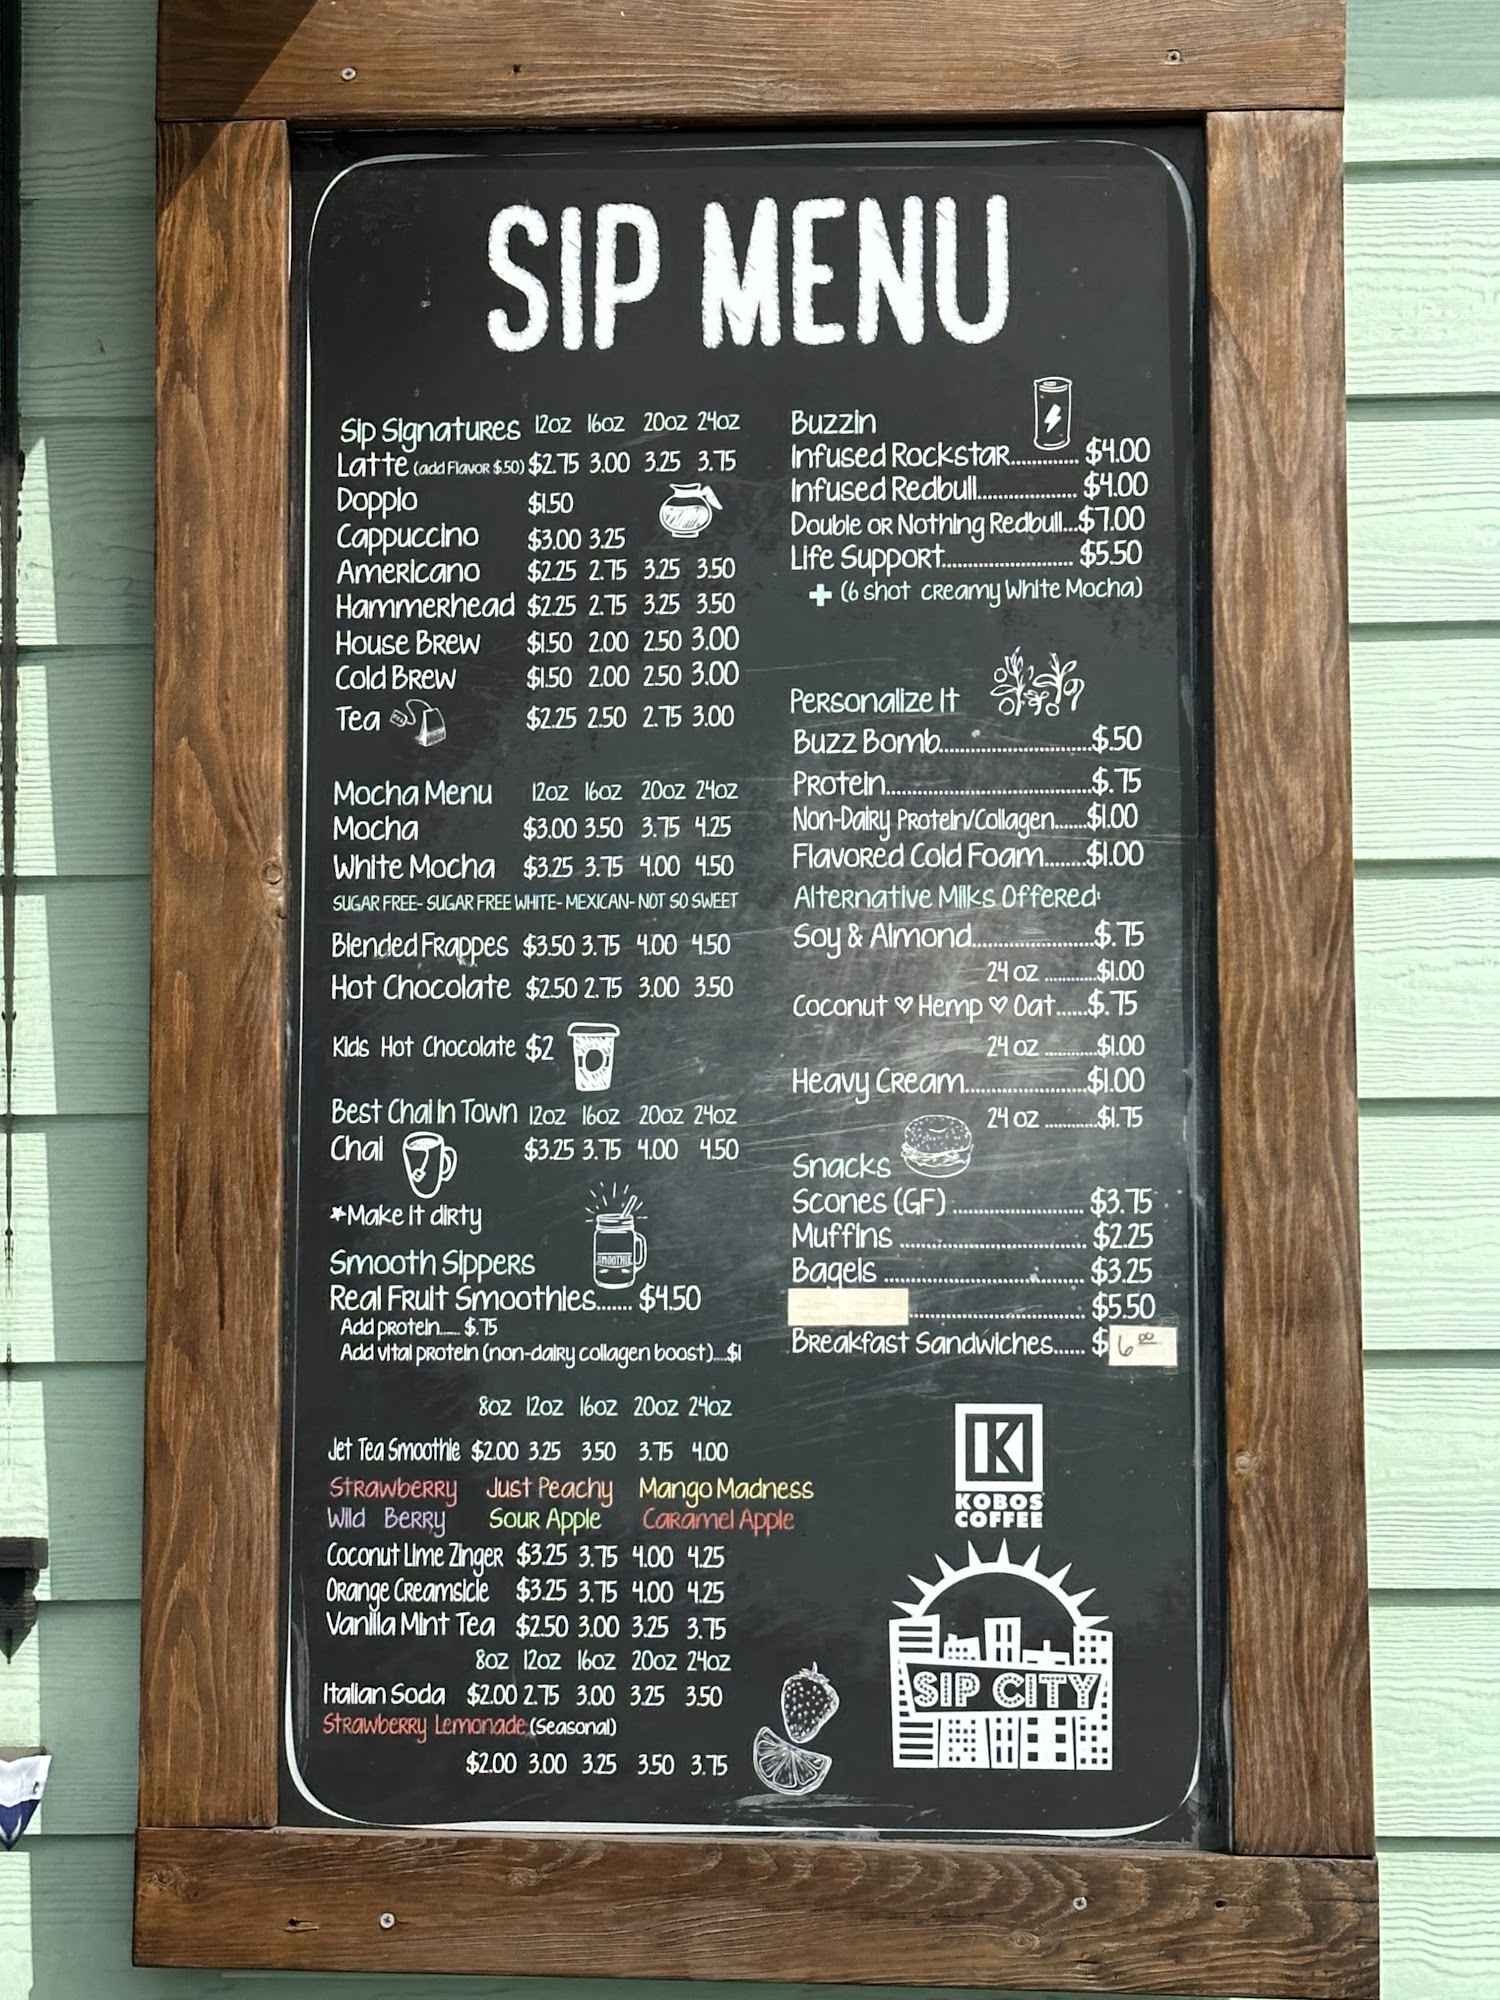 SIP MENU
Sip Signatures 12oz 16oz 20oz 24oz
Latte (add Flavor $.50) $2.75 3.00 3.25 3.75
Doppio $1.50
Cappuccino $3.00 3.25
Americano $2.25 2.75 3.25 3.50
Hammerhead $2.25 2.75 3.25 3.50
House Brew $1.50 2.00 2.50 3.00
Cold Brew $1.50 2.00 2.50 3.00
Tea $2.25 2.50 2.75 3.00
Mocha Menu 12oz 16oz 20oz 24oz
Mocha $3.00 3.50 3.75 4.25
White Mocha $3.25 3.75 4.00 4.50
SUGAR FREE- SUGAR FREE WHITE- MEXICAN- NOT SO SWEET
Blended Frappes $3.50 3.75 4.00 4.50
Hot Chocolate $2.50 2.75 3.00 3.50
Kids Hot Chocolate $2
Best Chai in Town 12oz 16oz 20oz 24oz
Chai $3.25 3.75 4.00 4.50
*Make it dirty
Smooth Sippers
SMOOTHIE
Real Fruit Smoothies....... $4.50
Add protein...... $.75
Add vital protein (non-dairy collagen boost)....$1
8oz 12oz 16oz 20oz 24oz
Jet Tea Smoothie $2.00 3.25 3.50 3.75 4.00
Strawberry Just Peachy Mango Madness
Wild Berry Sour Apple Caramel Apple
Coconut Lime Zinger $3.25 3.75 4.00 4.25
Orange Creamsicle $3.25 3.75 4.00 4.25
Vanilla Mint Tea $2.50 3.00 3.25 3.75
8oz 12oz 16oz 20oz 24oz
Italian Soda $2.00 2.75 3.00 3.25 3.50
Strawberry Lemonade (Seasonal)
$2.00 3.00 3.25 3.50 3.75
Buzzin
Infused Rockstar.............. $4.00
Infused Redbull.................... $4.00
Double or Nothing Redbull...$7.00
Life Support.......................... $5.50
+ (6 shot creamy White Mocha)
Personalize It
Buzz Bomb..............................$.50
Protein.........................................$.75
Non-Dairy Protein/Collagen.......$1.00
Flavored Cold Foam........$1.00
Alternative Milks Offered:
Soy & Almond........................$.75
24 oz ............$1.00
Coconut ♡ Hemp ♡ Oat......$.75
24 oz ............$1.00
Heavy Cream........................$1.00
24 oz ............$1.75
Snacks
Scones (GF) .......................... $3.75
Muffins ..................................... $2.25
Bagels ........................................ $3.25
................................... $5.50
Breakfast Sandwiches...... $ 6 00
K
KOBOS
COFFEE
SIP CITY